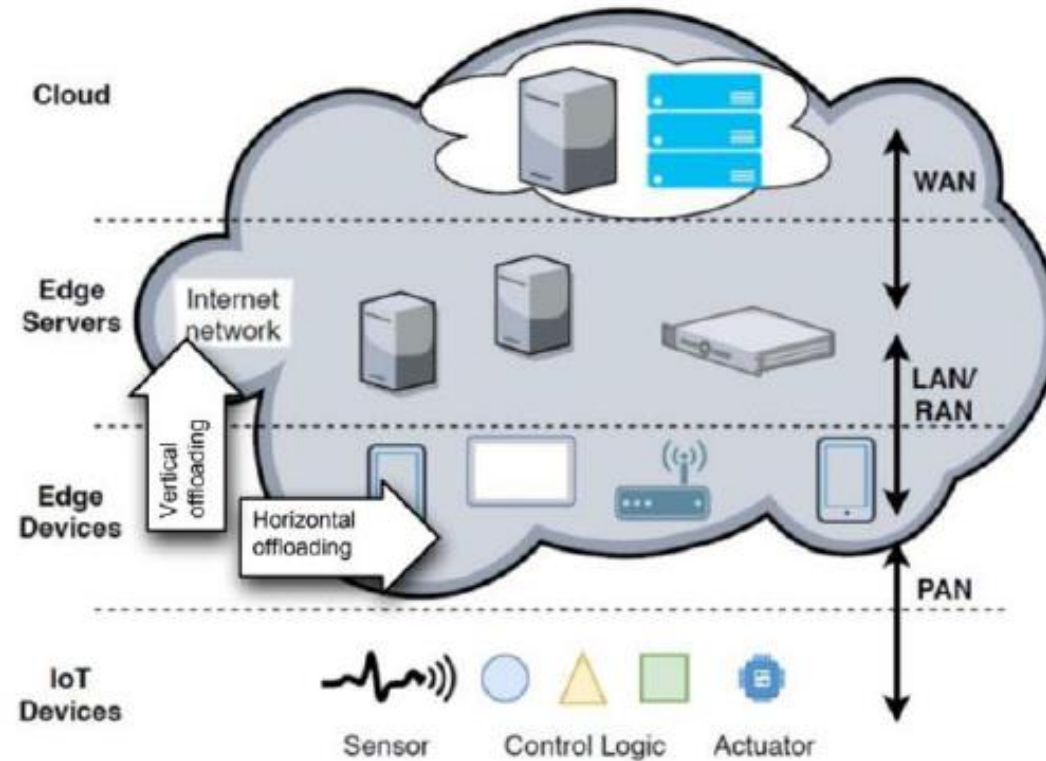 Cloud
WAN
Edge
Servers
Internet
network
LAN/
RAN
Vertical
offloading
Edge
Devices
Horizontal
offloading
PAN
IoT
Devices
Sensor
Control Logic
Actuator